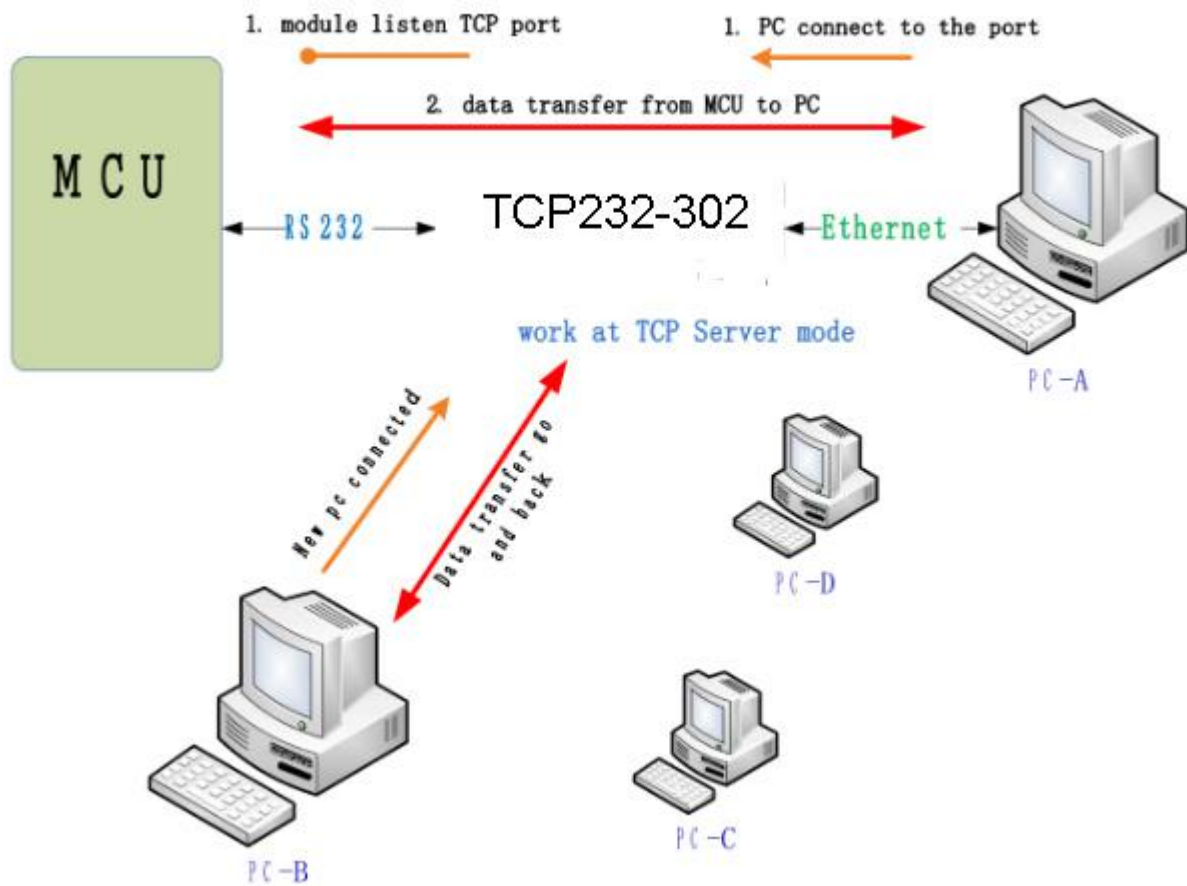 1. module listen TCP port
1. PC connect to the port
2. data transfer from MCU to PC
MCU
RS232
TCP232-302
Ethernet
work at TCP Server mode
PC-A
New pc connected
Data transfer go
and back
PC-D
PC-C
PC-B